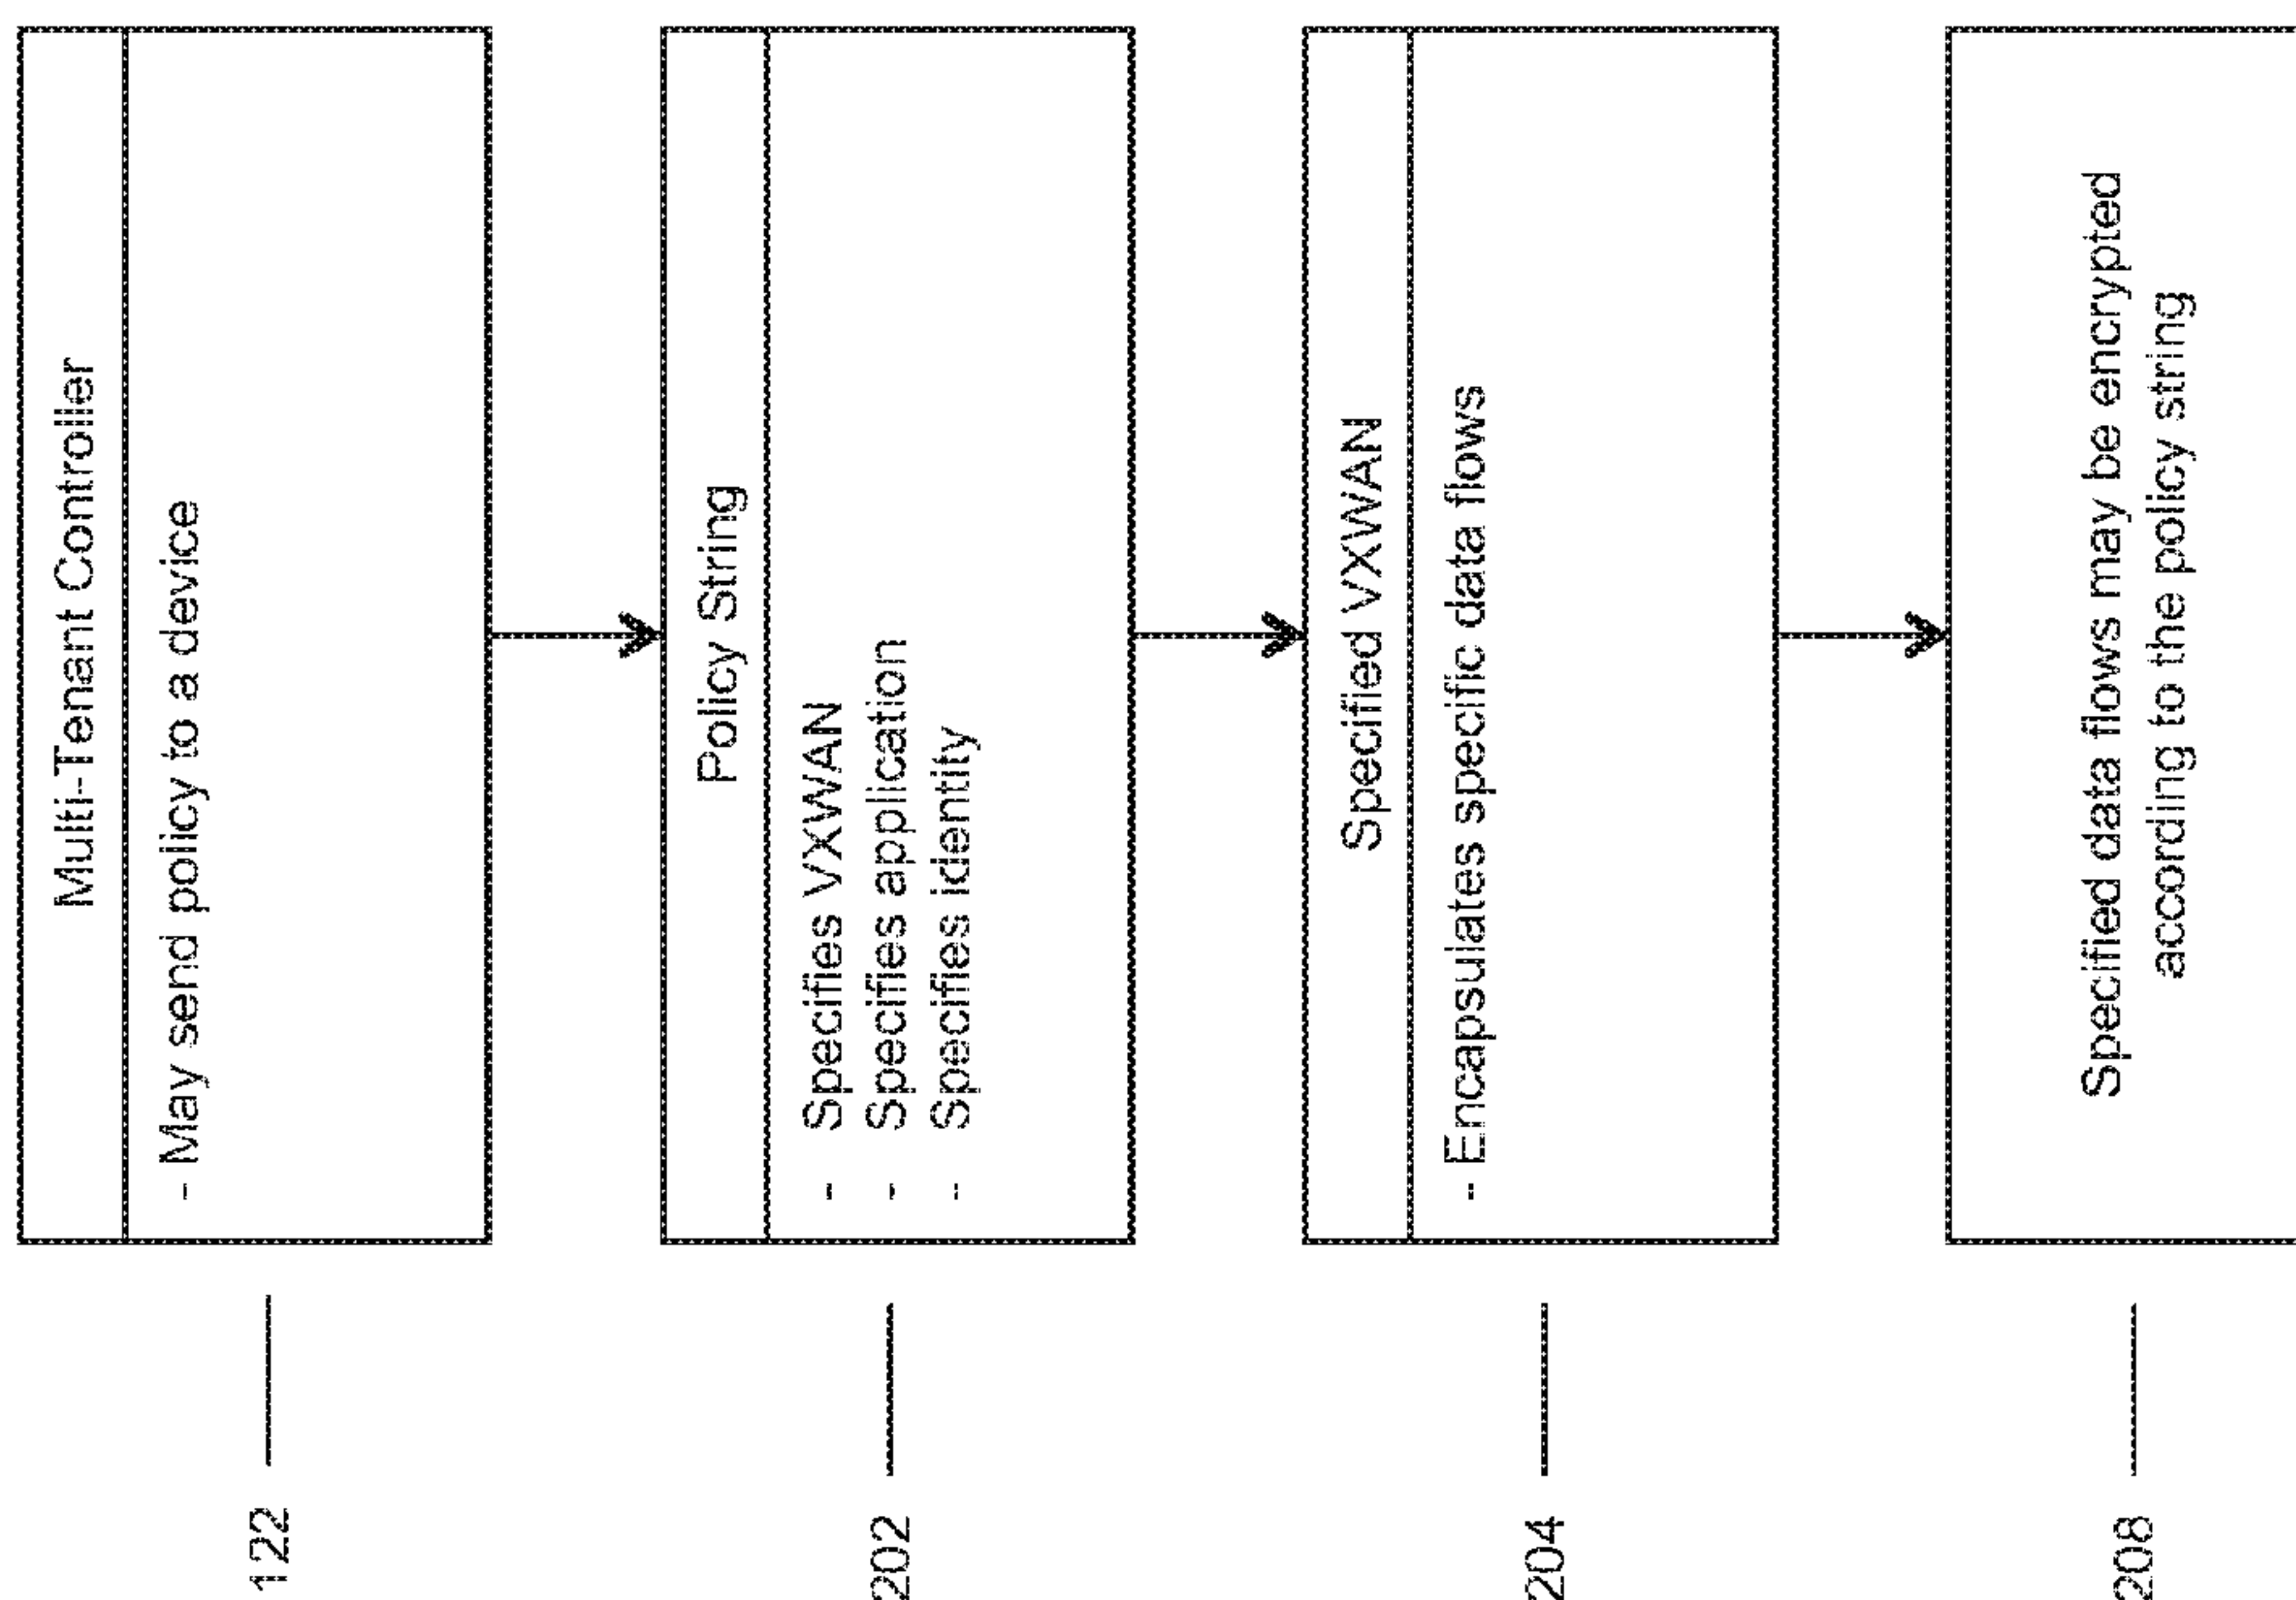 122
Multi-Tenant Controller
- May send policy to a device
202
Policy String
- Specifies VXWAN
- Specifies application
- Specifies identity
204
Specified VXWAN
- Encapsulates specific data flows
208
Specified data flows may be encrypted
according to the policy string